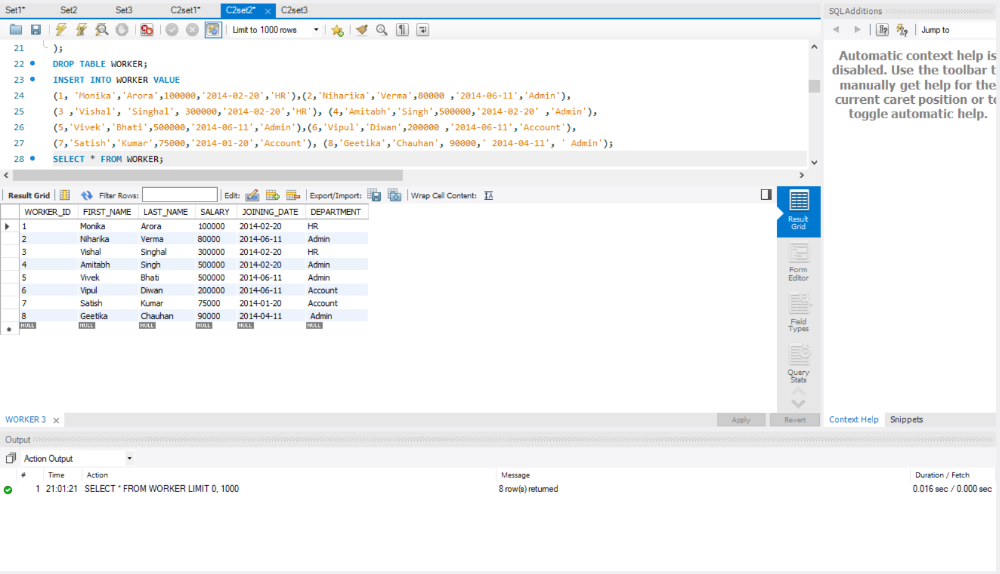 Set1* Set2 Set3 C2set1* C2set2* C2set3
SQLAdditions
Limit to 1000 rows
Jump to
21 );
22 DROP TABLE WORKER;
23 INSERT INTO WORKER VALUE
24 (1, 'Monika','Arora',100000,'2014-02-20','HR'),(2,'Niharika','Verma',80000 ,'2014-06-11','Admin'),
25 (3 ,'Vishal', 'Singhal', 300000,'2014-02-20','HR'), (4,'Amitabh','Singh',500000,'2014-02-20' ,'Admin'),
26 (5,'Vivek','Bhati',500000,'2014-06-11','Admin'),(6,'Vipul','Diwan',200000 ,'2014-06-11','Account'),
27 (7,'Satish','Kumar',75000,'2014-01-20','Account'), (8,'Geetika','Chauhan', 90000,' 2014-04-11', ' Admin');
28 SELECT * FROM WORKER;
Automatic context help is
disabled. Use the toolbar t
manually get help for the
current caret position or to
toggle automatic help.
Result Grid Filter Rows: Edit: Export/Import: Wrap Cell Content:
WORKER_ID FIRST_NAME LAST_NAME SALARY JOINING_DATE DEPARTMENT
1 Monika Arora 100000 2014-02-20 HR
2 Niharika Verma 80000 2014-06-11 Admin
3 Vishal Singhal 300000 2014-02-20 HR
4 Amitabh Singh 500000 2014-02-20 Admin
5 Vivek Bhati 500000 2014-06-11 Admin
6 Vipul Diwan 200000 2014-06-11 Account
7 Satish Kumar 75000 2014-01-20 Account
8 Geetika Chauhan 90000 2014-04-11 Admin
NULL NULL NULL NULL NULL NULL
Result
Grid
Form
Editor
Field
Types
Query
Stats
WORKER 3
Apply Revert
Context Help Snippets
Output
Action Output
# Time Action Message Duration / Fetch
1 21:01:21 SELECT * FROM WORKER LIMIT 0, 1000 8 row(s) returned 0.016 sec / 0.000 sec